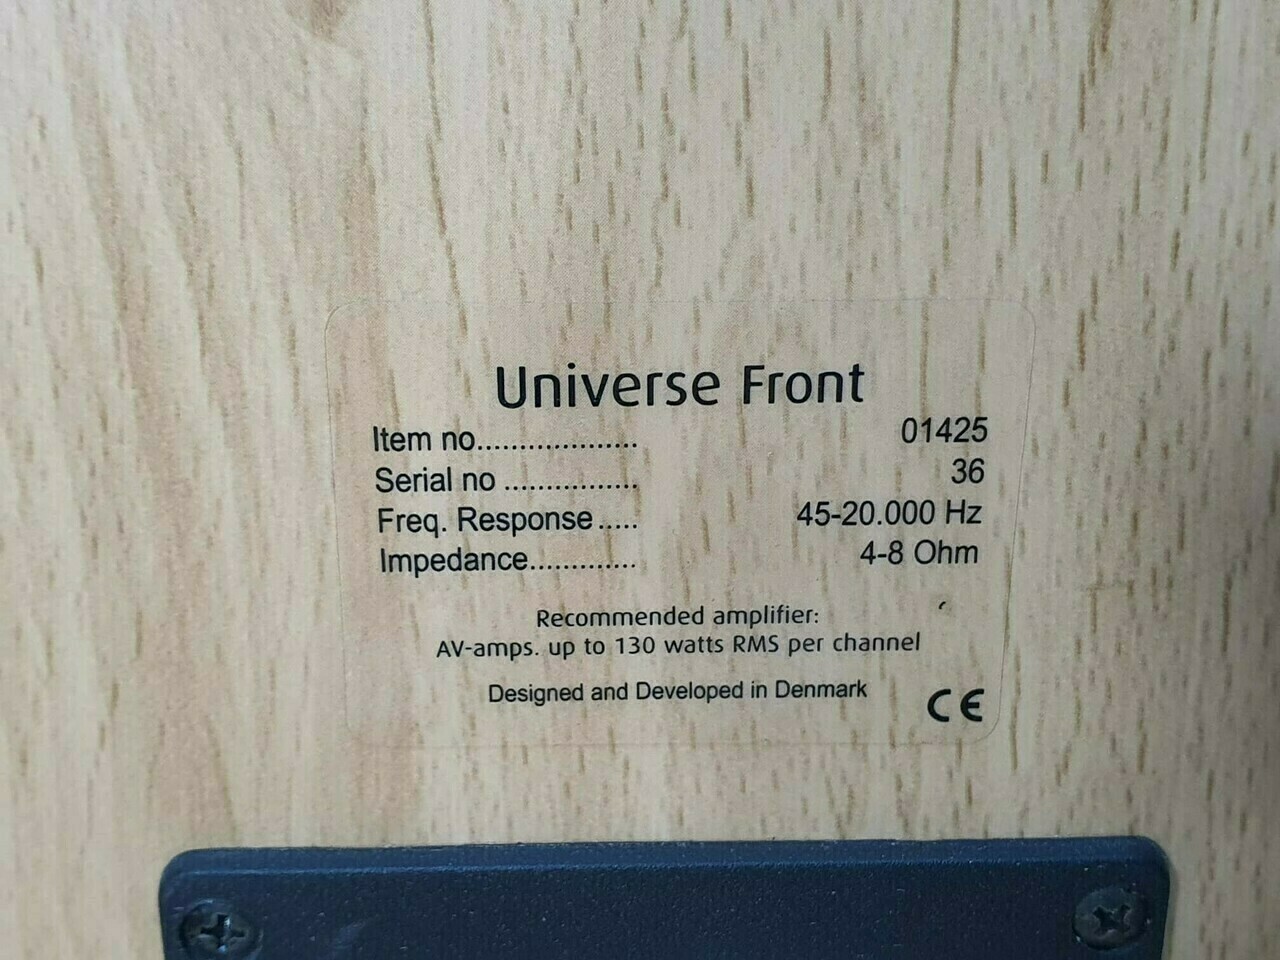 Universe Front
Item no................... 01425
Serial no ................ 36
Freq. Response ..... 45-20.000 Hz
Impedance............. 4-8 Ohm
Recommended amplifier:
AV-amps. up to 130 watts RMS per channel
Designed and Developed in Denmark CE